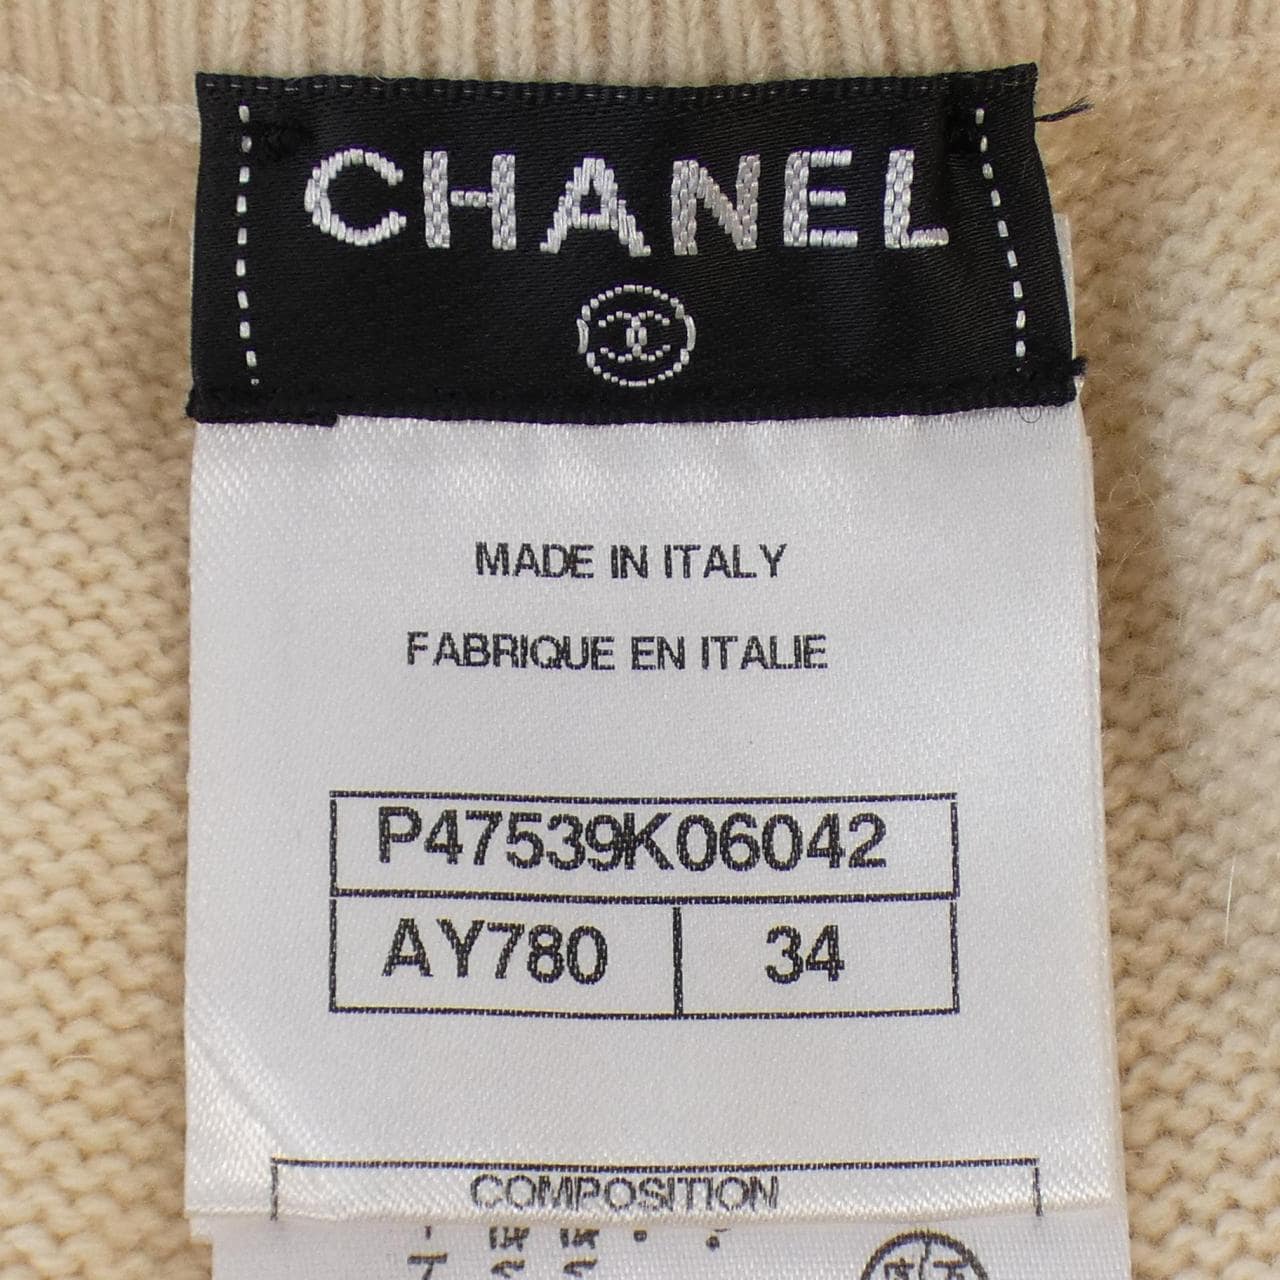 CHANEL
MADE IN ITALY
FABRIQUE EN ITALIE
P47539K06042
AY780 34
COMPOSITION